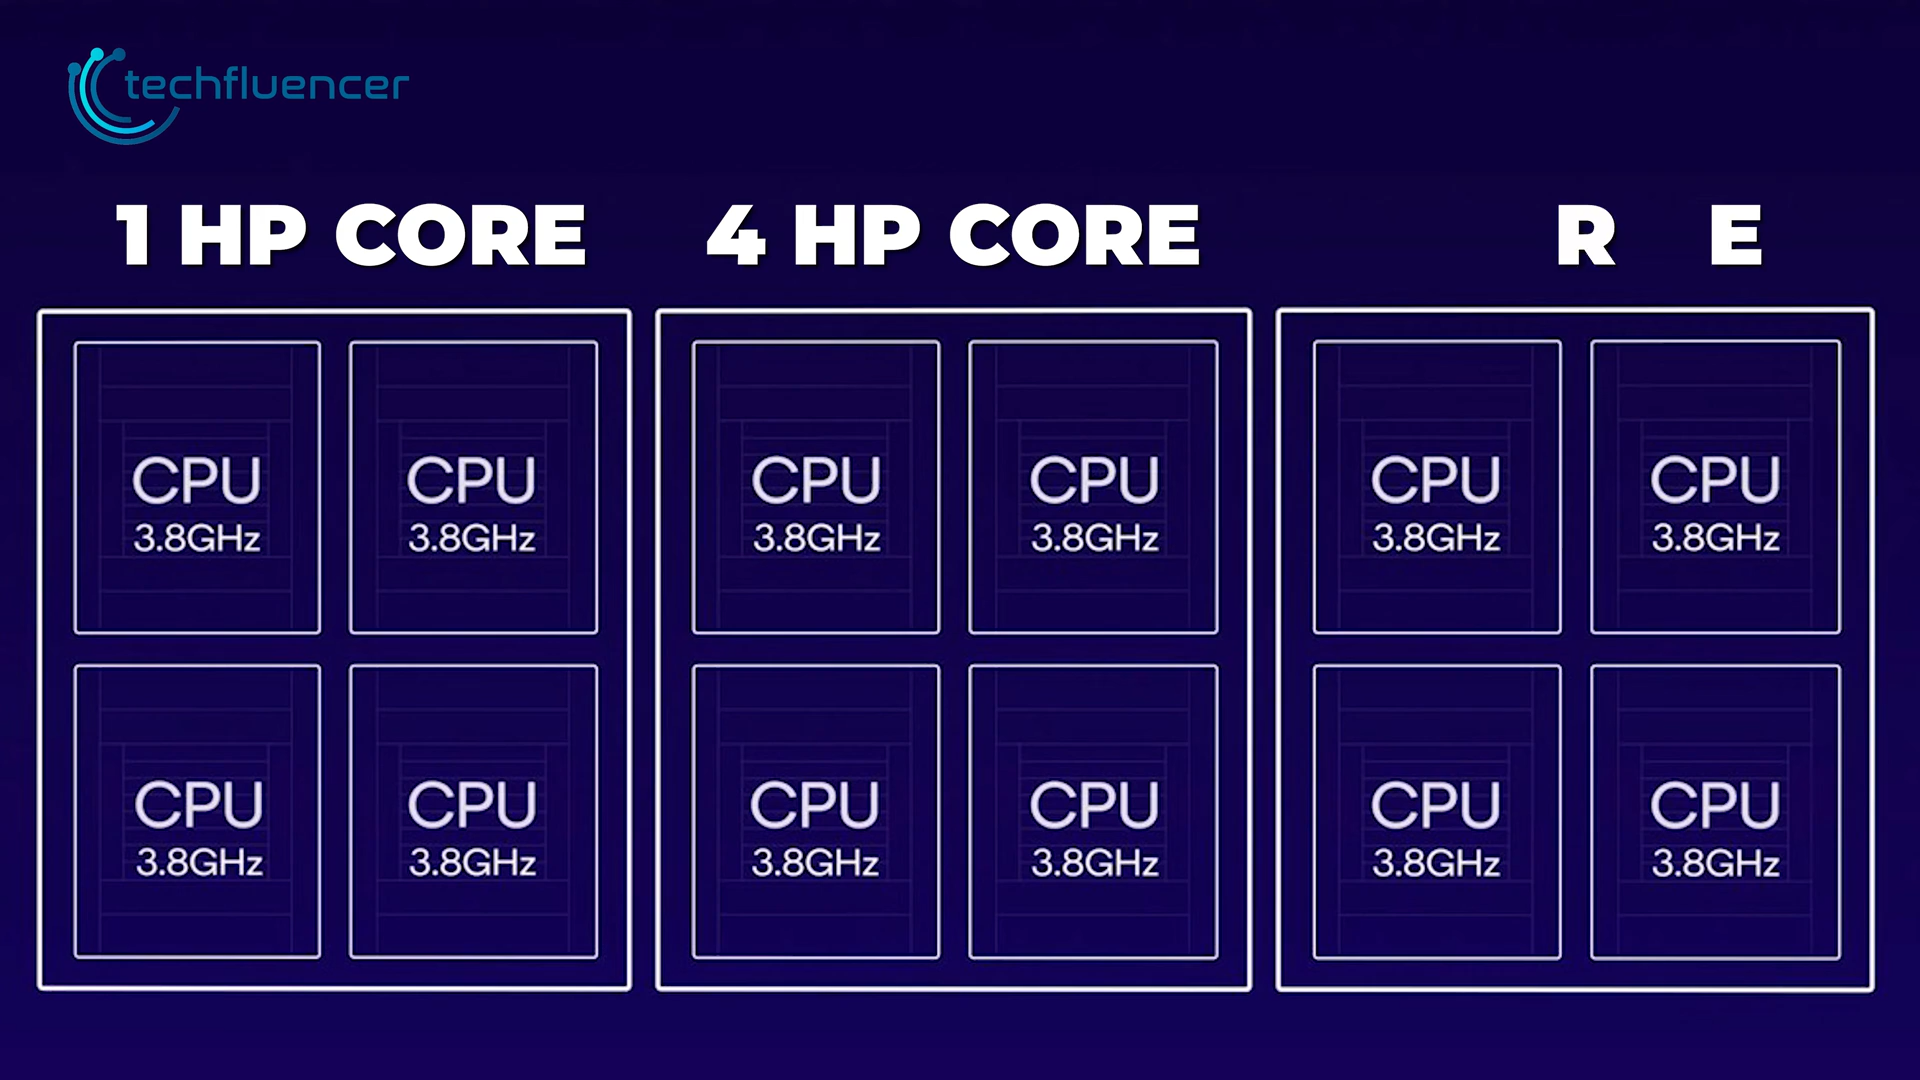 techfluencer
1 HP CORE 4 HP CORE R E
CPU CPU CPU CPU CPU CPU
3.8GHz 3.8GHz 3.8GHz 3.8GHz 3.8GHz 3.8GHz
CPU CPU CPU CPU CPU CPU
3.8GHz 3.8GHz 3.8GHz 3.8GHz 3.8GHz 3.8GHz